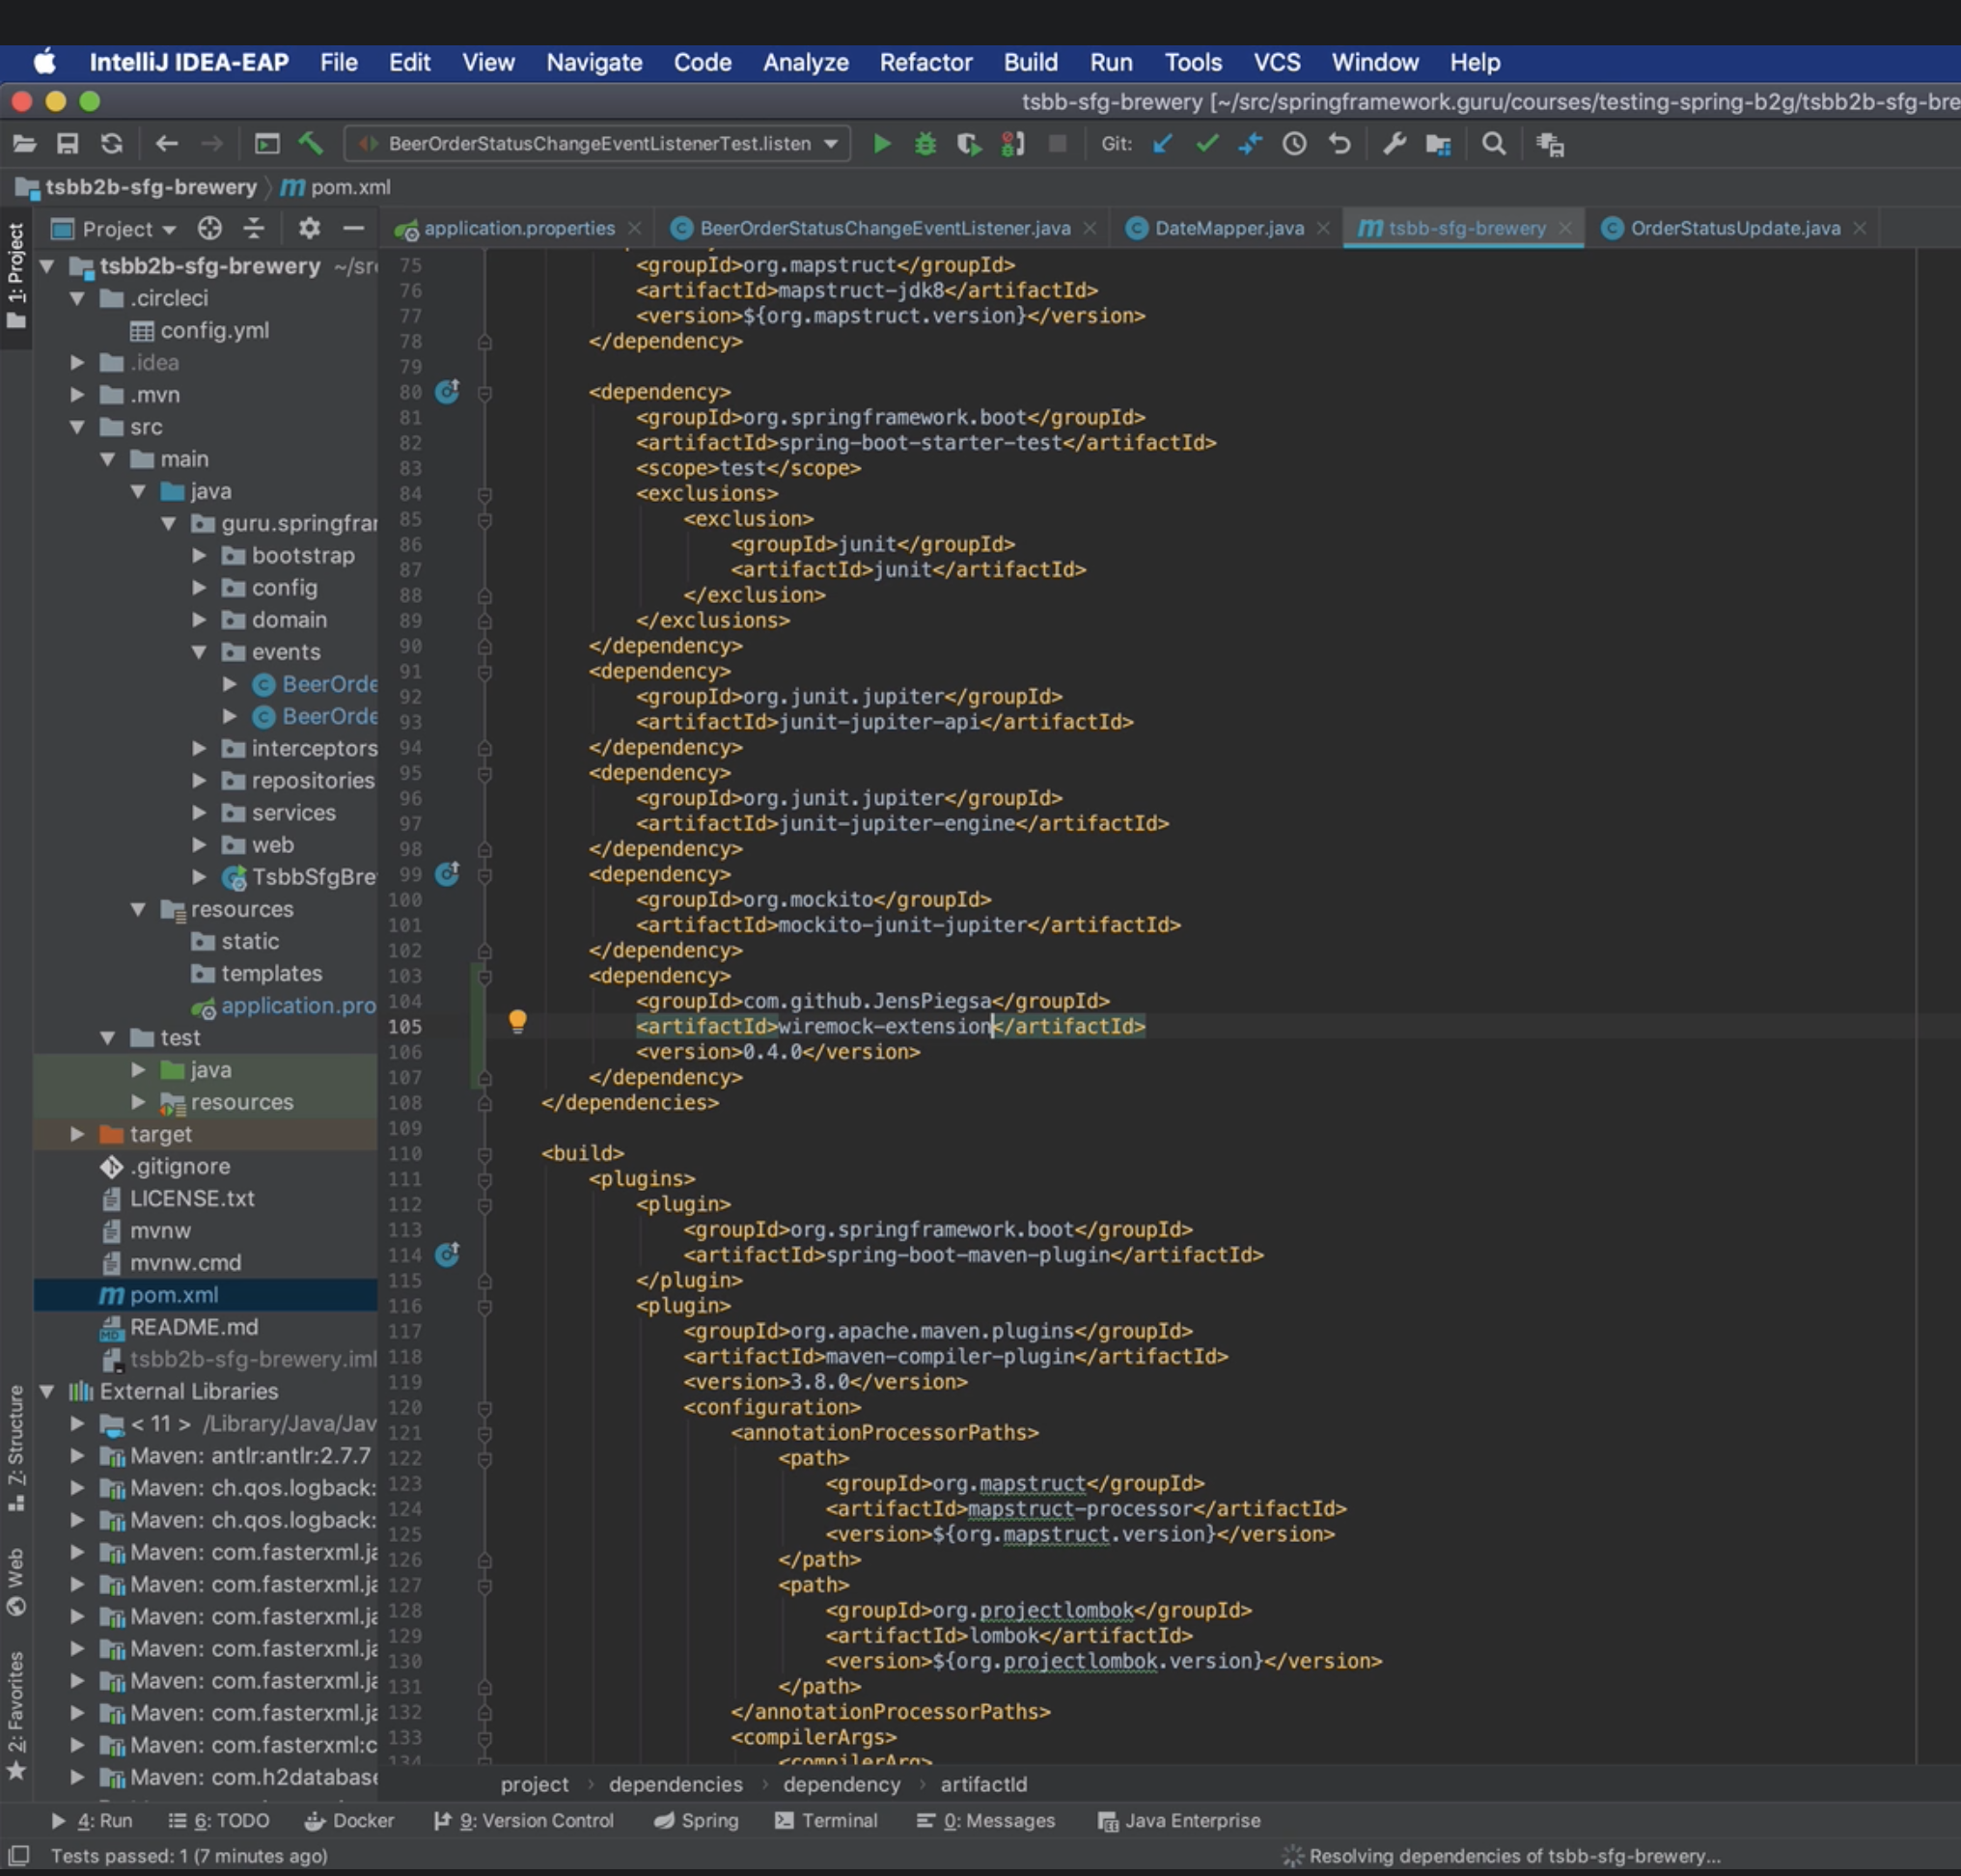 IntelliJ IDEA-EAP File Edit View Navigate Code Analyze Refactor Build Run Tools VCS Window Help
tsbb-sfg-brewery [~/src/springframework.guru/courses/testing-spring-b2g/tsbb2b-sfg-bre
BeerOrderStatusChangeEventListenerTest.listen Git:
tsbb2b-sfg-brewery pom.xml
Project application.properties BeerOrderStatusChangeEventListener.java DateMapper.java tsbb-sfg-brewery OrderStatusUpdate.java
1: Project
tsbb2b-sfg-brewery ~/sr
.circleci
config.yml
.idea
.mvn
src
main
java
guru.springfra
bootstrap
config
domain
events
BeerOrde
BeerOrde
interceptors
repositories
services
web
TsbbSfgBre
resources
static
templates
application.pro
test
java
resources
target
.gitignore
LICENSE.txt
mvnw
mvnw.cmd
pom.xml
README.md
tsbb2b-sfg-brewery.iml
External Libraries
< 11 > /Library/Java/Jav
Maven: antlr:antlr:2.7.7
Maven: ch.qos.logback:
Maven: ch.qos.logback:
Maven: com.fasterxml.ja
Maven: com.fasterxml.ja
Maven: com.fasterxml.ja
Maven: com.fasterxml.ja
Maven: com.fasterxml.ja
Maven: com.fasterxml.ja
Maven: com.fasterxml:c
Maven: com.h2database
7: Structure
Web
2: Favorites
75 <groupId>org.mapstruct</groupId>
76 <artifactId>mapstruct-jdk8</artifactId>
77 <version>${org.mapstruct.version}</version>
78 </dependency>
79
80 <dependency>
81 <groupId>org.springframework.boot</groupId>
82 <artifactId>spring-boot-starter-test</artifactId>
83 <scope>test</scope>
84 <exclusions>
85 <exclusion>
86 <groupId>junit</groupId>
87 <artifactId>junit</artifactId>
88 </exclusion>
89 </exclusions>
90 </dependency>
91 <dependency>
92 <groupId>org.junit.jupiter</groupId>
93 <artifactId>junit-jupiter-api</artifactId>
94 </dependency>
95 <dependency>
96 <groupId>org.junit.jupiter</groupId>
97 <artifactId>junit-jupiter-engine</artifactId>
98 </dependency>
99 <dependency>
100 <groupId>org.mockito</groupId>
101 <artifactId>mockito-junit-jupiter</artifactId>
102 </dependency>
103 <dependency>
104 <groupId>com.github.JensPiegsa</groupId>
105 <artifactId>wiremock-extension</artifactId>
106 <version>0.4.0</version>
107 </dependency>
108 </dependencies>
109
110 <build>
111 <plugins>
112 <plugin>
113 <groupId>org.springframework.boot</groupId>
114 <artifactId>spring-boot-maven-plugin</artifactId>
115 </plugin>
116 <plugin>
117 <groupId>org.apache.maven.plugins</groupId>
118 <artifactId>maven-compiler-plugin</artifactId>
119 <version>3.8.0</version>
120 <configuration>
121 <annotationProcessorPaths>
122 <path>
123 <groupId>org.mapstruct</groupId>
124 <artifactId>mapstruct-processor</artifactId>
125 <version>${org.mapstruct.version}</version>
126 </path>
127 <path>
128 <groupId>org.projectlombok</groupId>
129 <artifactId>lombok</artifactId>
130 <version>${org.projectlombok.version}</version>
131 </path>
132 </annotationProcessorPaths>
133 <compilerArgs>
134 <compilerArg>
project › dependencies › dependency › artifactId
4: Run 6: TODO Docker 9: Version Control Spring Terminal 0: Messages Java Enterprise
Tests passed: 1 (7 minutes ago) Resolving dependencies of tsbb-sfg-brewery...